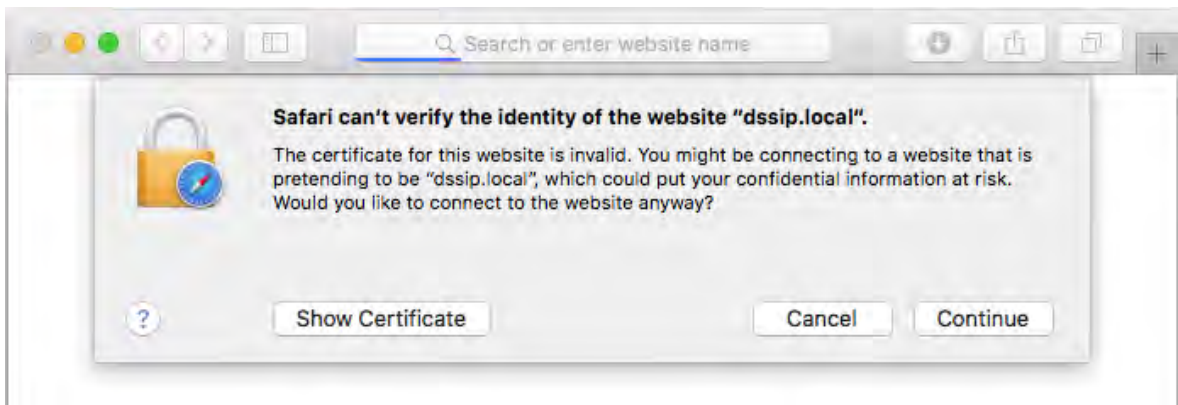 Search or enter website name
Safari can't verify the identity of the website "dssip.local".
The certificate for this website is invalid. You might be connecting to a website that is
pretending to be "dssip.local", which could put your confidential information at risk.
Would you like to connect to the website anyway?
? Show Certificate Cancel Continue